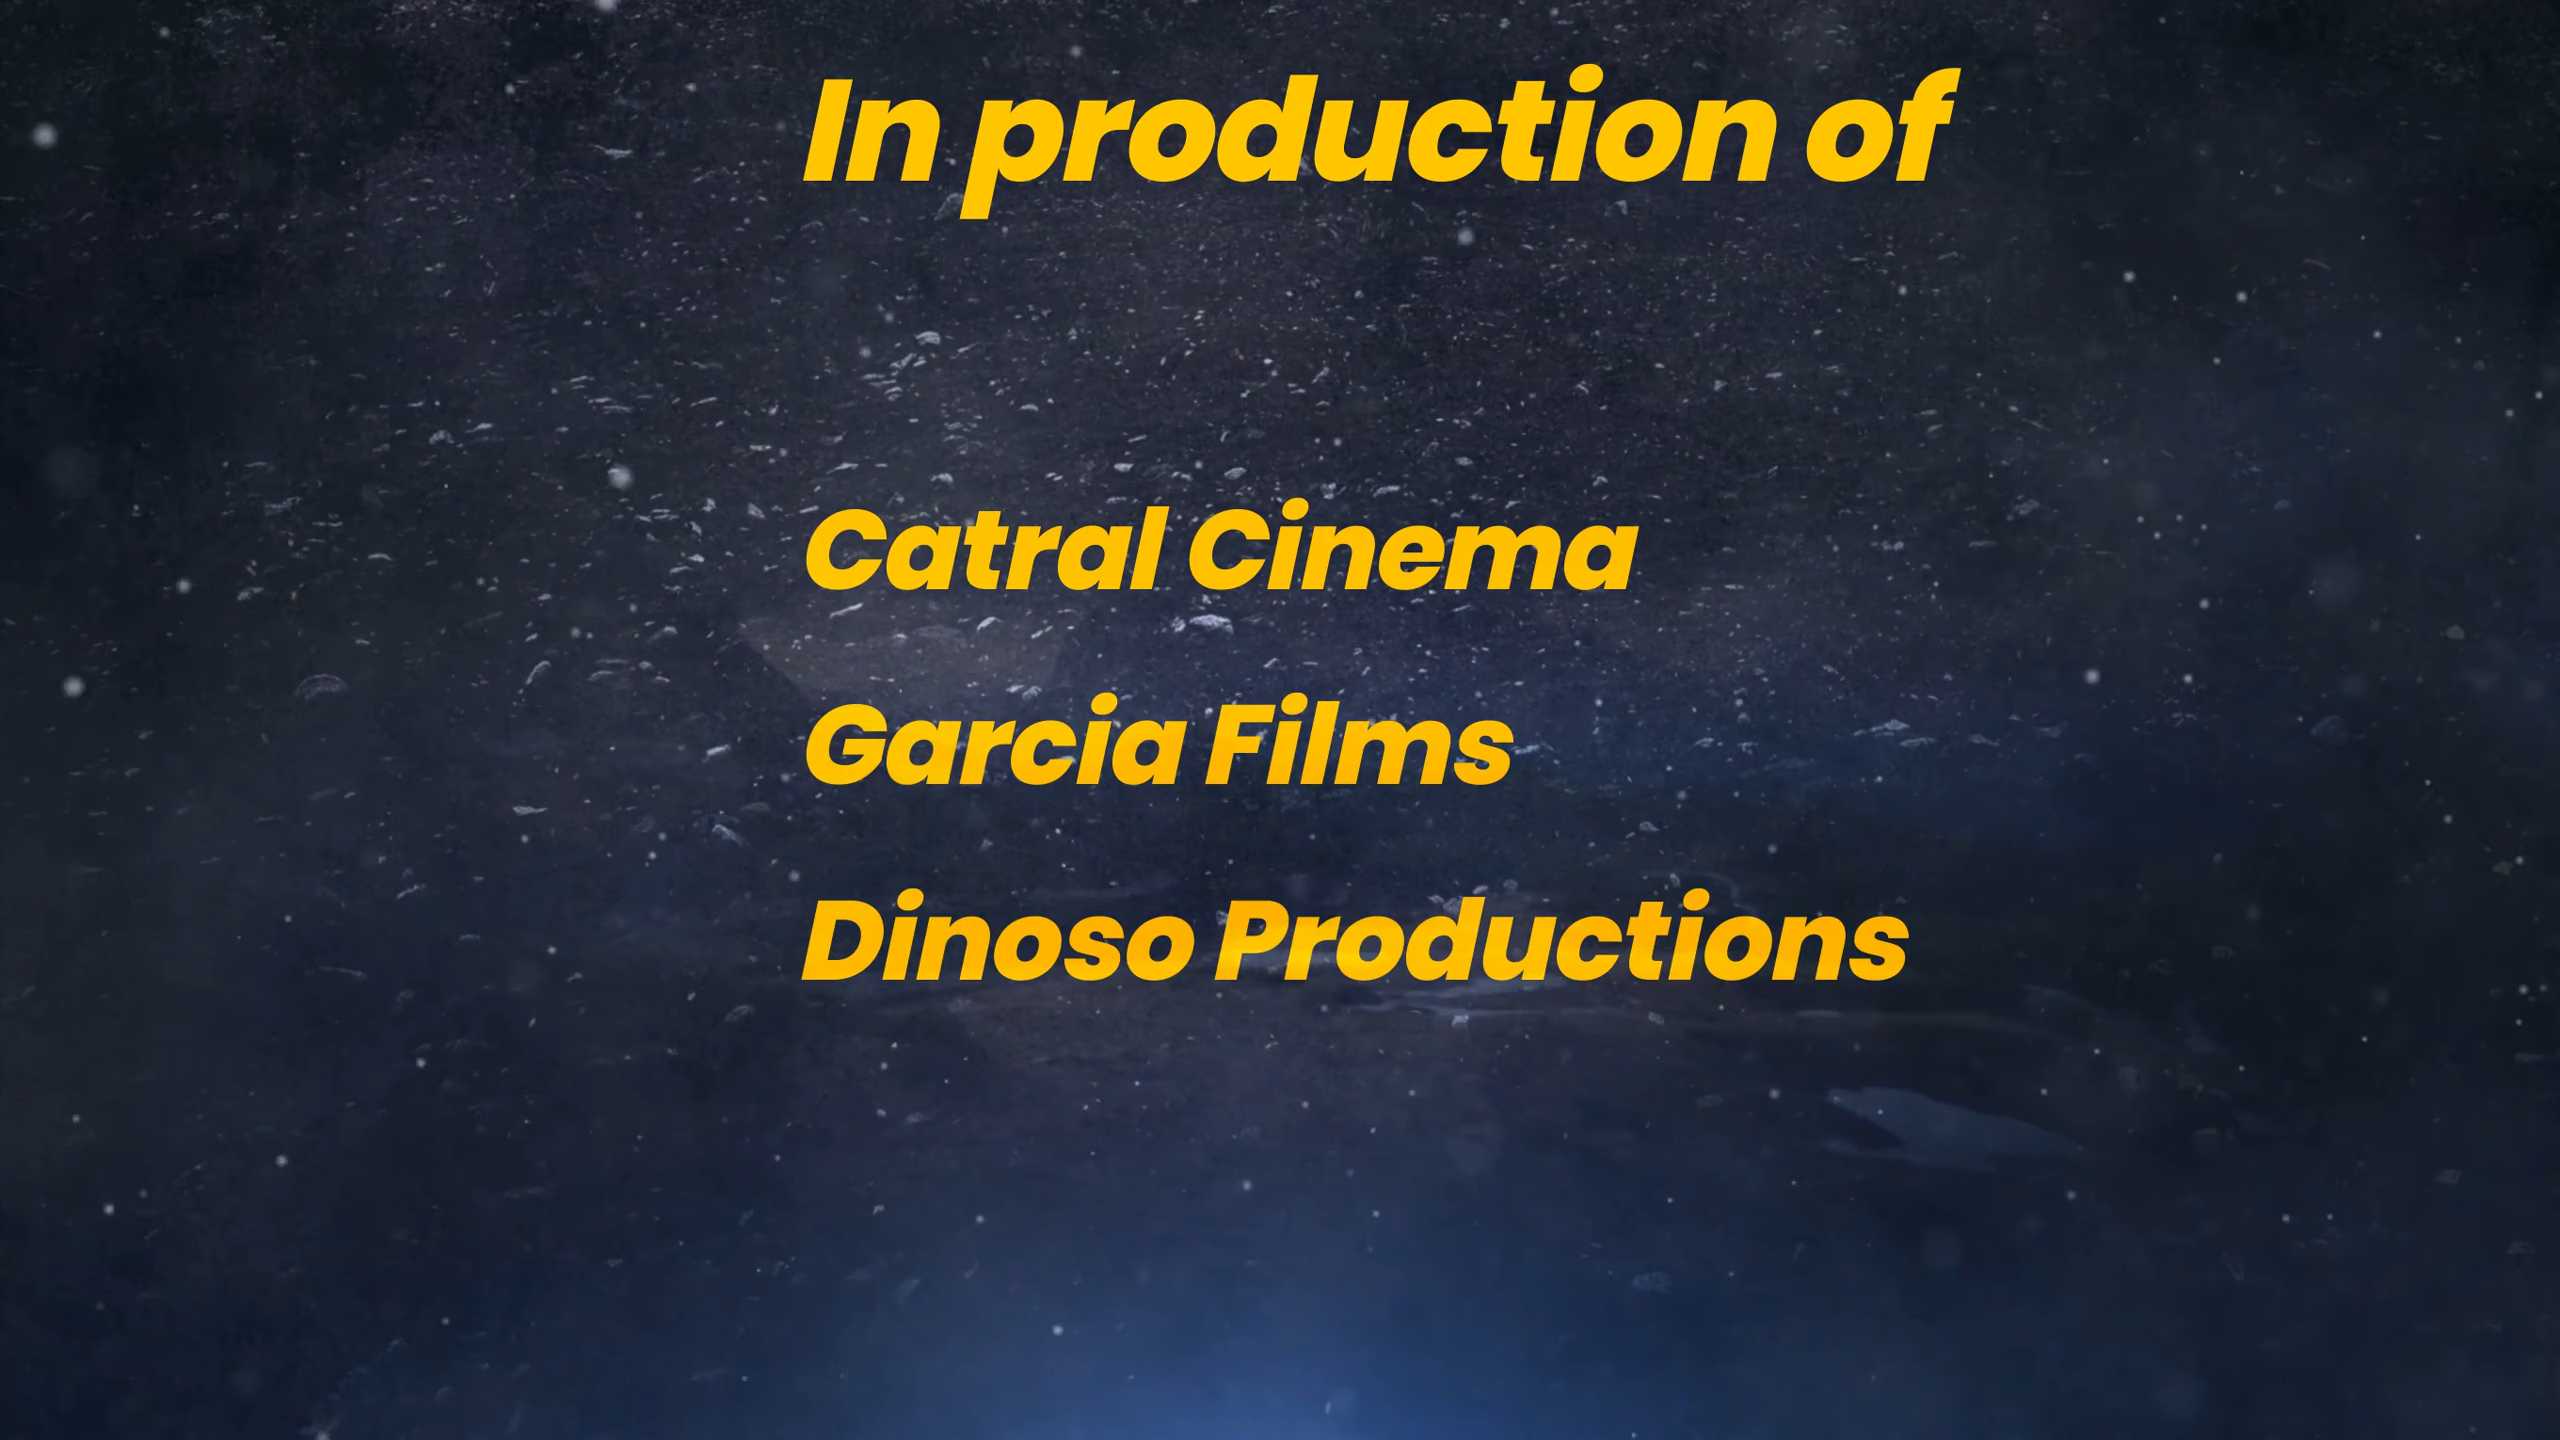 In production of
Catral Cinema
Garcia Films
Dinoso Productions